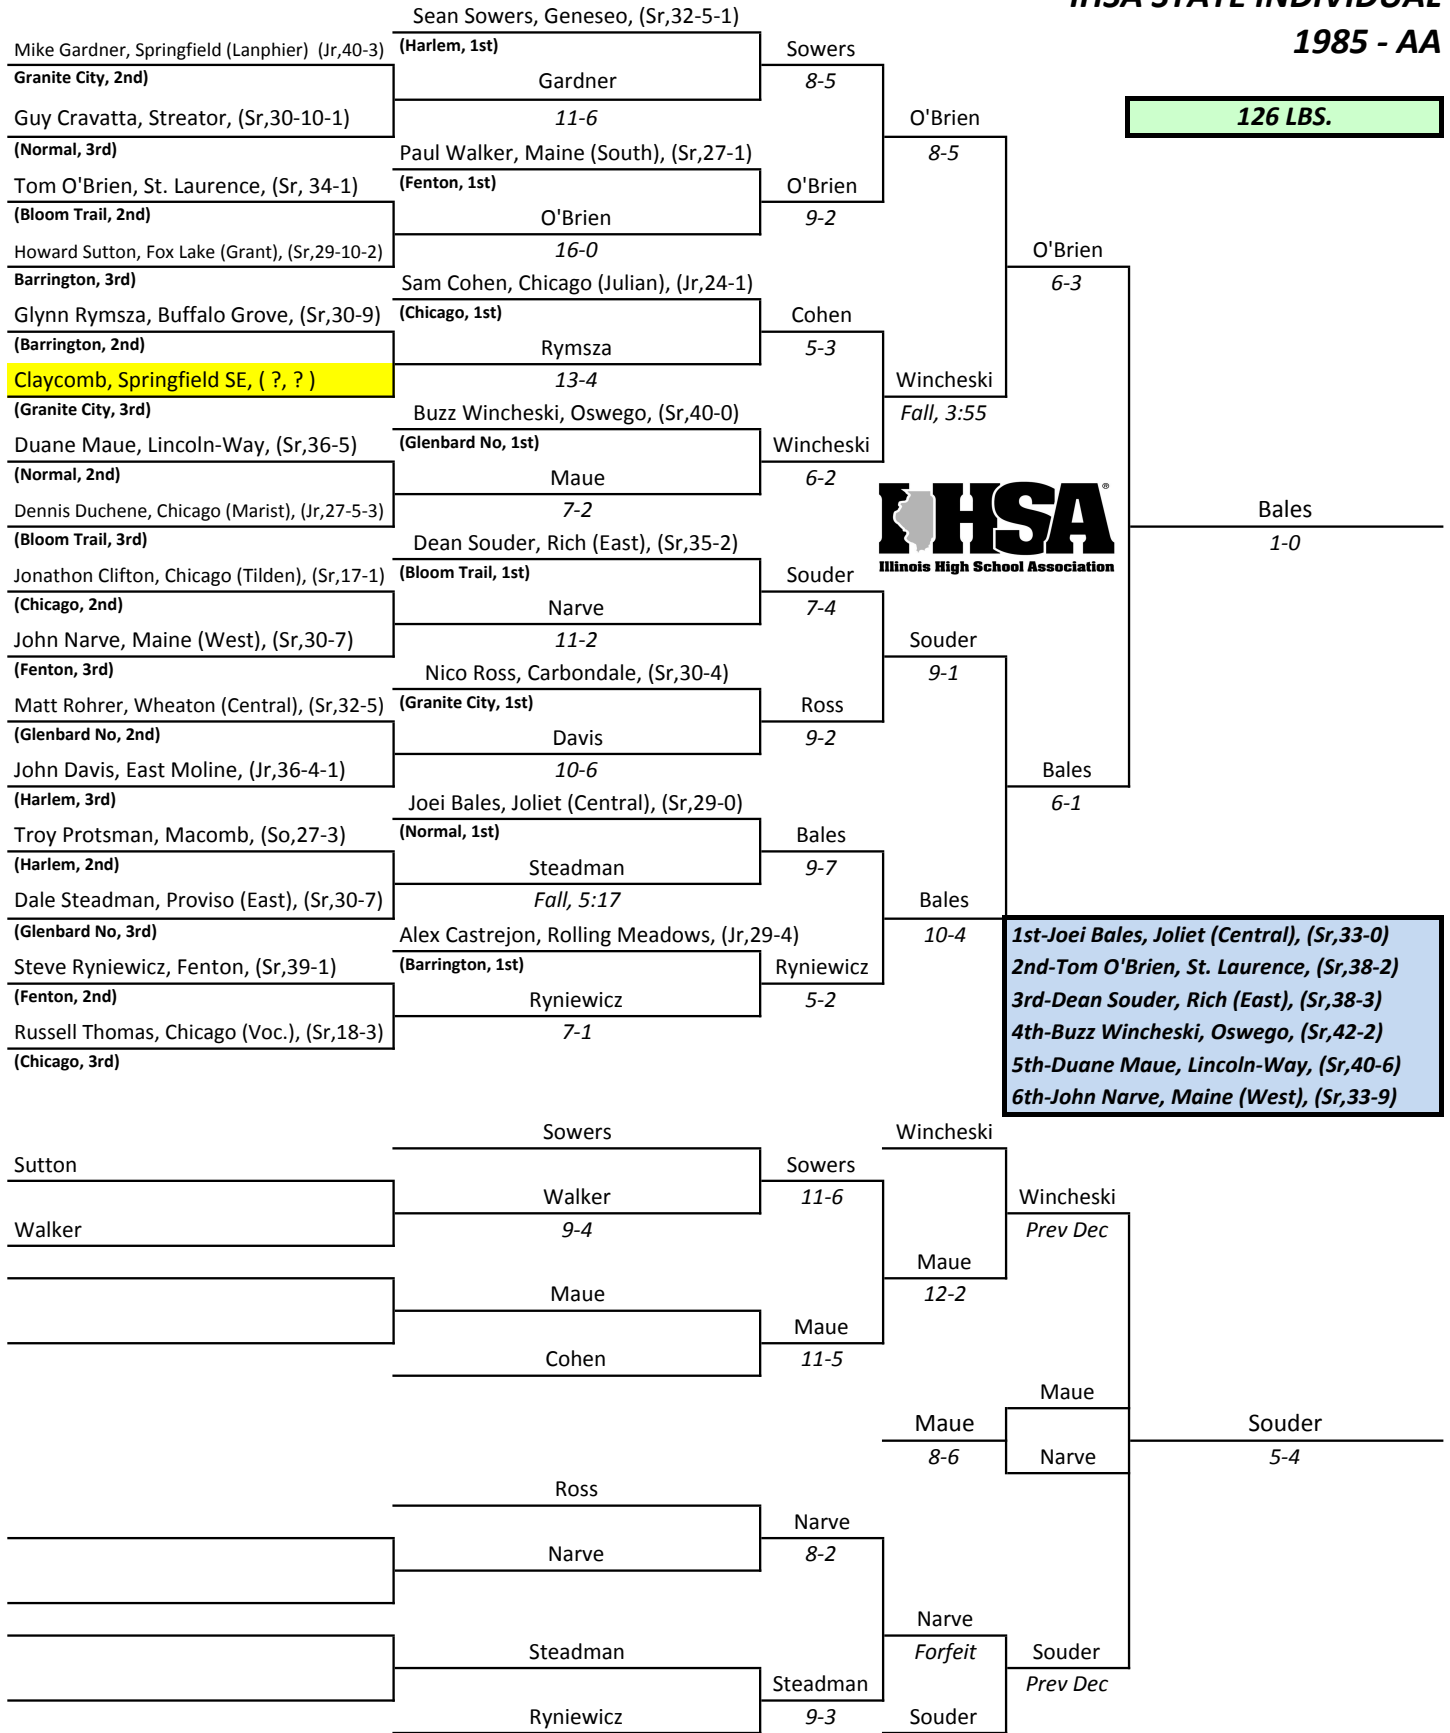 IHSA STATE INDIVIDUAL
1985 - AA
126 LBS.
Sean Sowers, Geneseo, (Sr,32-5-1)
Mike Gardner, Springfield (Lanphier)  (Jr,40-3)
(Harlem, 1st)
Sowers
Granite City, 2nd)
Gardner
8-5
Guy Cravatta, Streator, (Sr,30-10-1)
11-6
O'Brien
(Normal, 3rd)
Paul Walker, Maine (South), (Sr,27-1)
8-5
Tom O'Brien, St. Laurence, (Sr, 34-1)
(Fenton, 1st)
O'Brien
(Bloom Trail, 2nd)
O'Brien
9-2
Howard Sutton, Fox Lake (Grant), (Sr,29-10-2)
16-0
O'Brien
Barrington, 3rd)
Sam Cohen, Chicago (Julian), (Jr,24-1)
6-3
Glynn Rymsza, Buffalo Grove, (Sr,30-9)
(Chicago, 1st)
Cohen
(Barrington, 2nd)
Rymsza
5-3
Claycomb, Springfield SE, ( ?, ? )
13-4
Wincheski
(Granite City, 3rd)
Buzz Wincheski, Oswego, (Sr,40-0)
Fall, 3:55
Duane Maue, Lincoln-Way, (Sr,36-5)
(Glenbard No, 1st)
Wincheski
(Normal, 2nd)
Maue
6-2
Dennis Duchene, Chicago (Marist), (Jr,27-5-3)
7-2
IHSA®
Bales
(Bloom Trail, 3rd)
Dean Souder, Rich (East), (Sr,35-2)
1-0
Jonathon Clifton, Chicago (Tilden), (Sr,17-1)
(Bloom Trail, 1st)
Souder
Illinois High School Association
(Chicago, 2nd)
Narve
7-4
John Narve, Maine (West), (Sr,30-7)
11-2
Souder
(Fenton, 3rd)
Nico Ross, Carbondale, (Sr,30-4)
9-1
Matt Rohrer, Wheaton (Central), (Sr,32-5)
(Granite City, 1st)
Ross
(Glenbard No, 2nd)
Davis
9-2
John Davis, East Moline, (Jr,36-4-1)
10-6
Bales
(Harlem, 3rd)
Joei Bales, Joliet (Central), (Sr,29-0)
6-1
Troy Protsman, Macomb, (So,27-3)
(Normal, 1st)
Bales
(Harlem, 2nd)
Steadman
9-7
Dale Steadman, Proviso (East), (Sr,30-7)
Fall, 5:17
Bales
(Glenbard No, 3rd)
Alex Castrejon, Rolling Meadows, (Jr,29-4)
10-4
Steve Ryniewicz, Fenton, (Sr,39-1)
(Barrington, 1st)
Ryniewicz
(Fenton, 2nd)
Ryniewicz
5-2
Russell Thomas, Chicago (Voc.), (Sr,18-3)
7-1
(Chicago, 3rd)
1st-Joei Bales, Joliet (Central), (Sr,33-0)
2nd-Tom O'Brien, St. Laurence, (Sr,38-2)
3rd-Dean Souder, Rich (East), (Sr,38-3)
4th-Buzz Wincheski, Oswego, (Sr,42-2)
5th-Duane Maue, Lincoln-Way, (Sr,40-6)
6th-John Narve, Maine (West), (Sr,33-9)
Sowers
Wincheski
Sutton
Sowers
Walker
11-6
Wincheski
Walker
9-4
Prev Dec
Maue
Maue
12-2
Maue
Cohen
11-5
Maue
Maue
Souder
8-6
Narve
5-4
Ross
Narve
Narve
8-2
Narve
Steadman
Forfeit
Souder
Steadman
Prev Dec
Ryniewicz
9-3
Souder